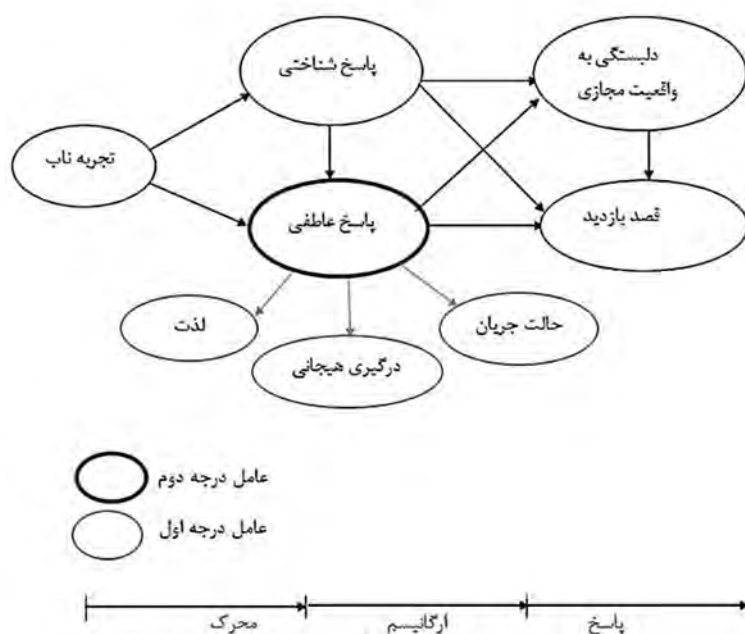 پاسخ شناختی
دلبستگی به
واقعیت مجازی
تجربه ناب
پاسخ عاطفی
قصد بازدید
لذت
درگیری هیجانی
حالت جریان
عامل درجه دوم
عامل درجه اول
محرک
ارگانیسم
پاسخ